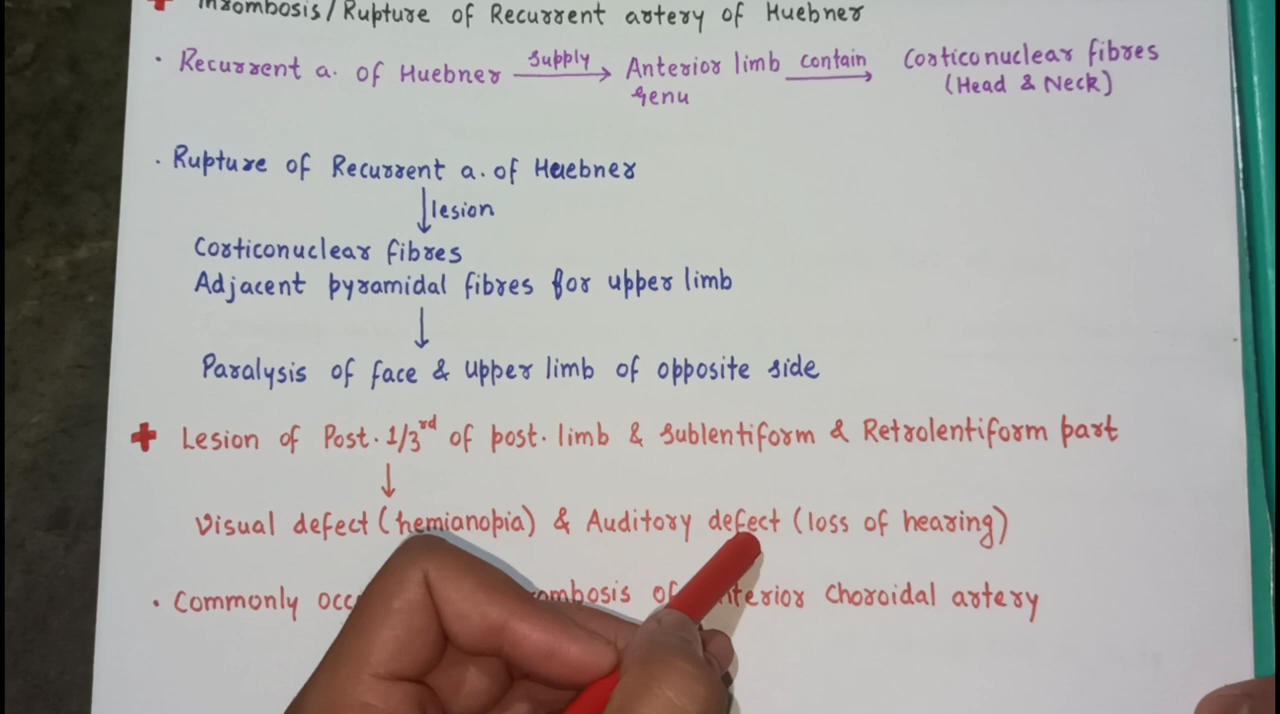 Thrombosis/Rupture of Recurrent artery of Huebner
· Recurrent a. of Huebner supply → Anterior limb contain → Corticonuclear fibres
Genu (Head & Neck)
· Rupture of Recurrent a. of Huebner
↓ lesion
Corticonuclear fibres
Adjacent pyramidal fibres for upper limb
↓
Paralysis of face & upper limb of opposite side
+ Lesion of Post. 1/3rd of post. limb & Sublentiform & Retrolentiform part
↓
Visual defect (hemianopia) & Auditory defect (loss of hearing)
· Commonly of choroidal artery